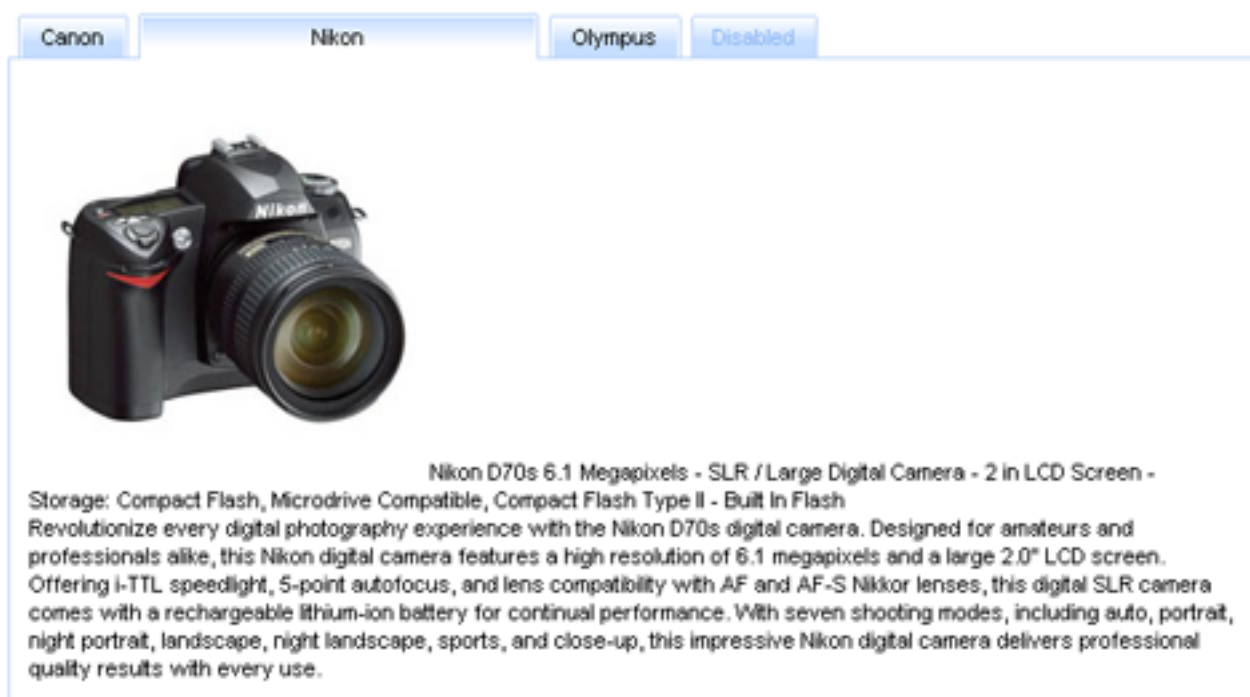 Canon Nikon Olympus Disabled
Nikon
Nikon D70s 6.1 Megapixels - SLR / Large Digital Camera - 2 in LCD Screen -
Storage: Compact Flash, Microdrive Compatible, Compact Flash Type II - Built In Flash
Revolutionize every digital photography experience with the Nikon D70s digital camera. Designed for amateurs and
professionals alike, this Nikon digital camera features a high resolution of 6.1 megapixels and a large 2.0" LCD screen.
Offering i-TTL speedlight, 5-point autofocus, and lens compatibility with AF and AF-S Nikkor lenses, this digital SLR camera
comes with a rechargeable lithium-ion battery for continual performance. With seven shooting modes, including auto, portrait,
night portrait, landscape, night landscape, sports, and close-up, this impressive Nikon digital camera delivers professional
quality results with every use.